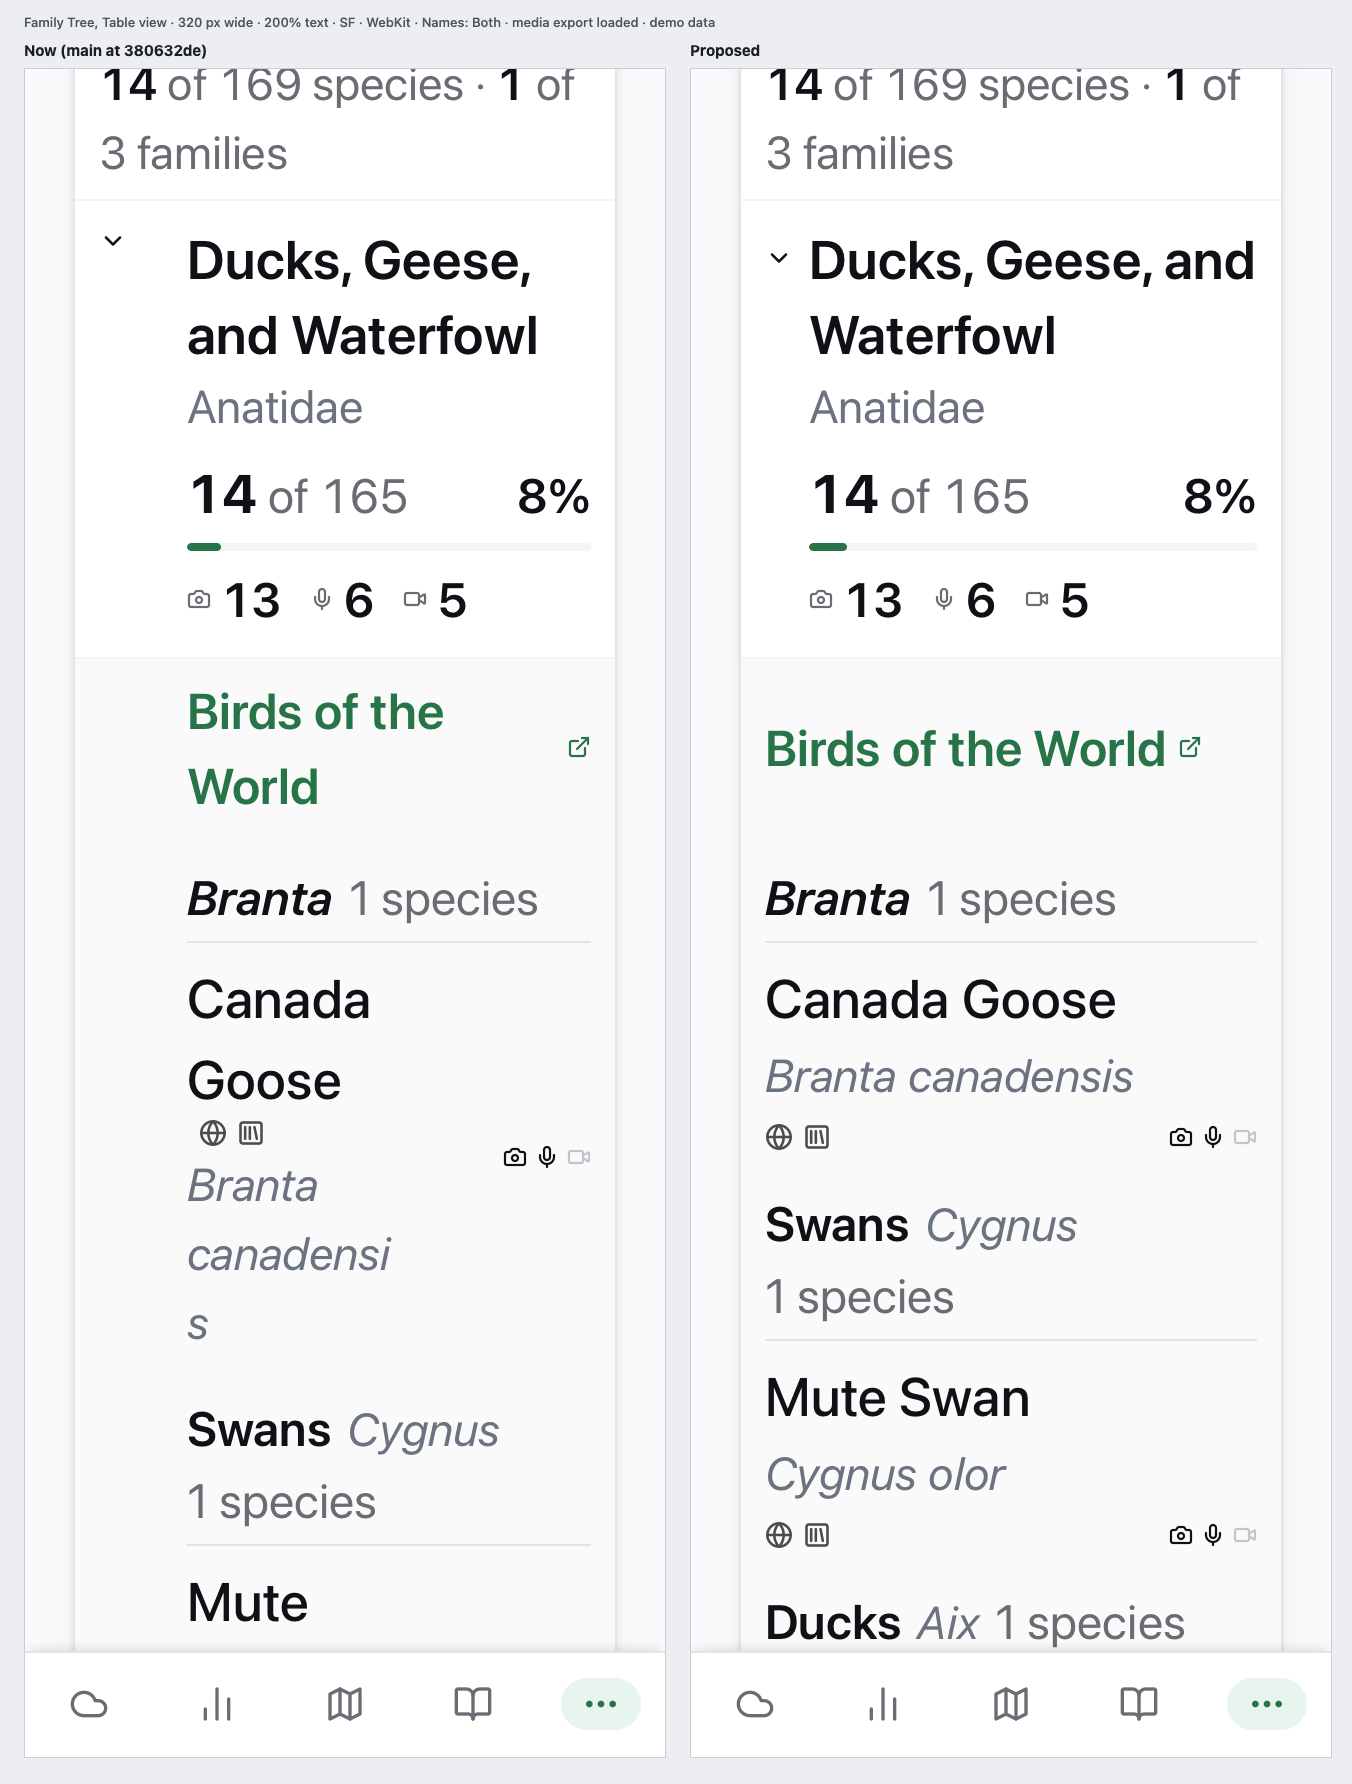 Family Tree, Table view · 320 px wide · 200% text · SF · WebKit · Names: Both · media export loaded · demo data
Now (main at 380632de)
14 of 169 species · 1 of
3 families
Ducks, Geese,
and Waterfowl
Anatidae
14 of 165 8%
13 6 5
Birds of the
World
Branta 1 species
Canada
Goose
Branta
canadensi
s
Swans Cygnus
1 species
Mute
Proposed
14 of 169 species · 1 of
3 families
Ducks, Geese, and
Waterfowl
Anatidae
14 of 165 8%
13 6 5
Birds of the World
Branta 1 species
Canada Goose
Branta canadensis
Swans Cygnus
1 species
Mute Swan
Cygnus olor
Ducks Aix 1 species